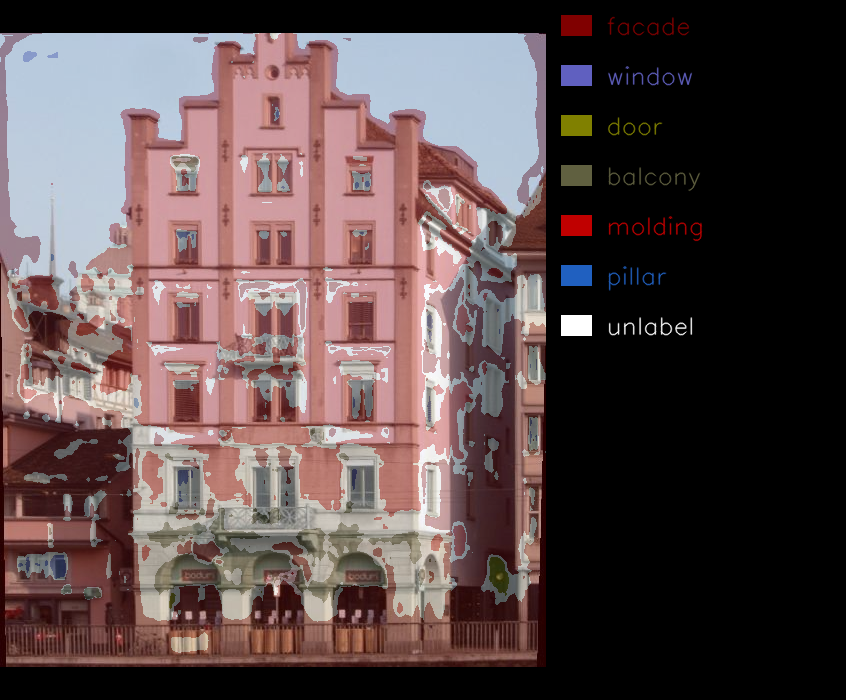 facade
window
door
balcony
molding
pillar
unlabel
bodum
bodum
bodum